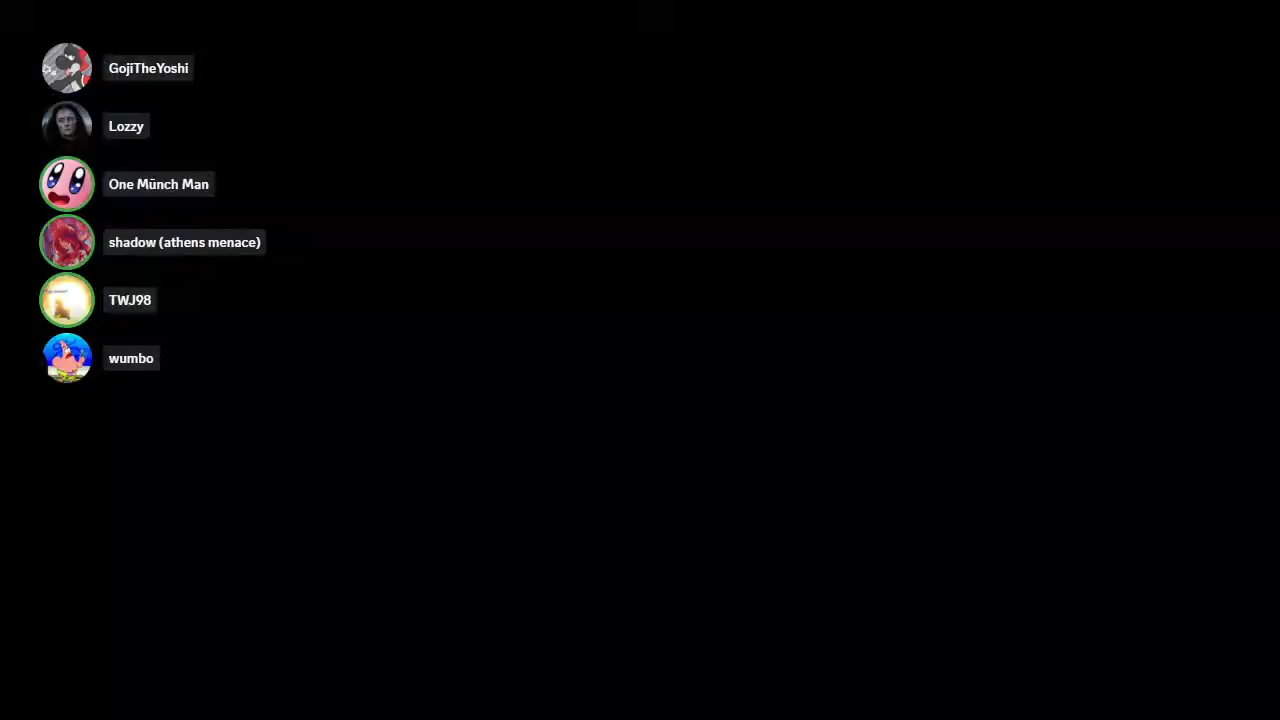 GojiTheYoshi
Lozzy
One Münch Man
shadow (athens menace)
TWJ98
wumbo